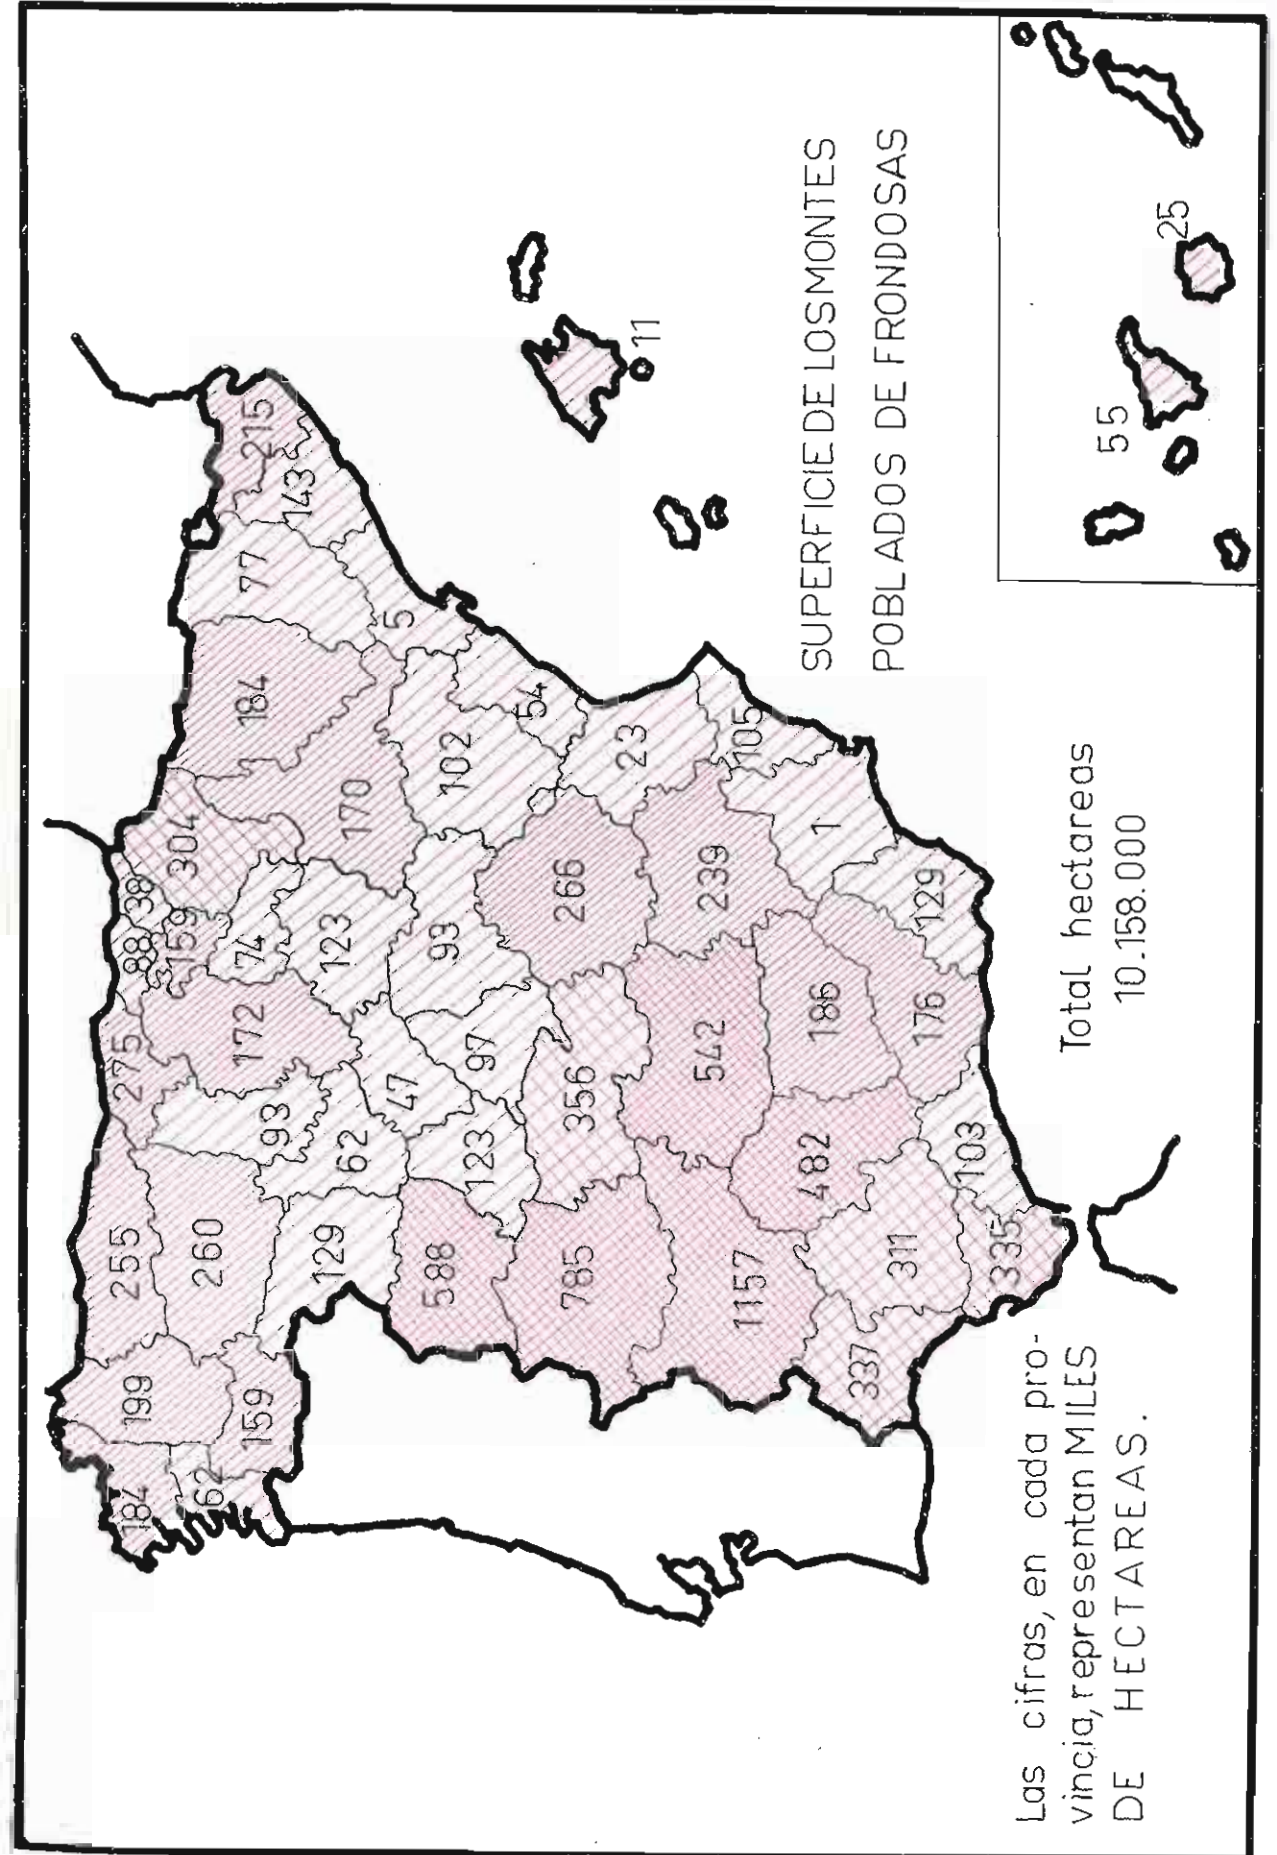 184 199 255 275 88 38
62 260 159 304
159 93 172 74 184 77 215
143
129 62 123 170 5
588 47 93 102
123 97 54
785 356 266 23 11
1157 542 239 105
482 186 1
337 311 176 129
335 103
SUPERFICIE DE LOS MONTES
POBLADOS DE FRONDOSAS
Las cifras, en cada pro-
vincia, representan MILES
DE HECTAREAS.
Total hectareas
10.158.000
55 25